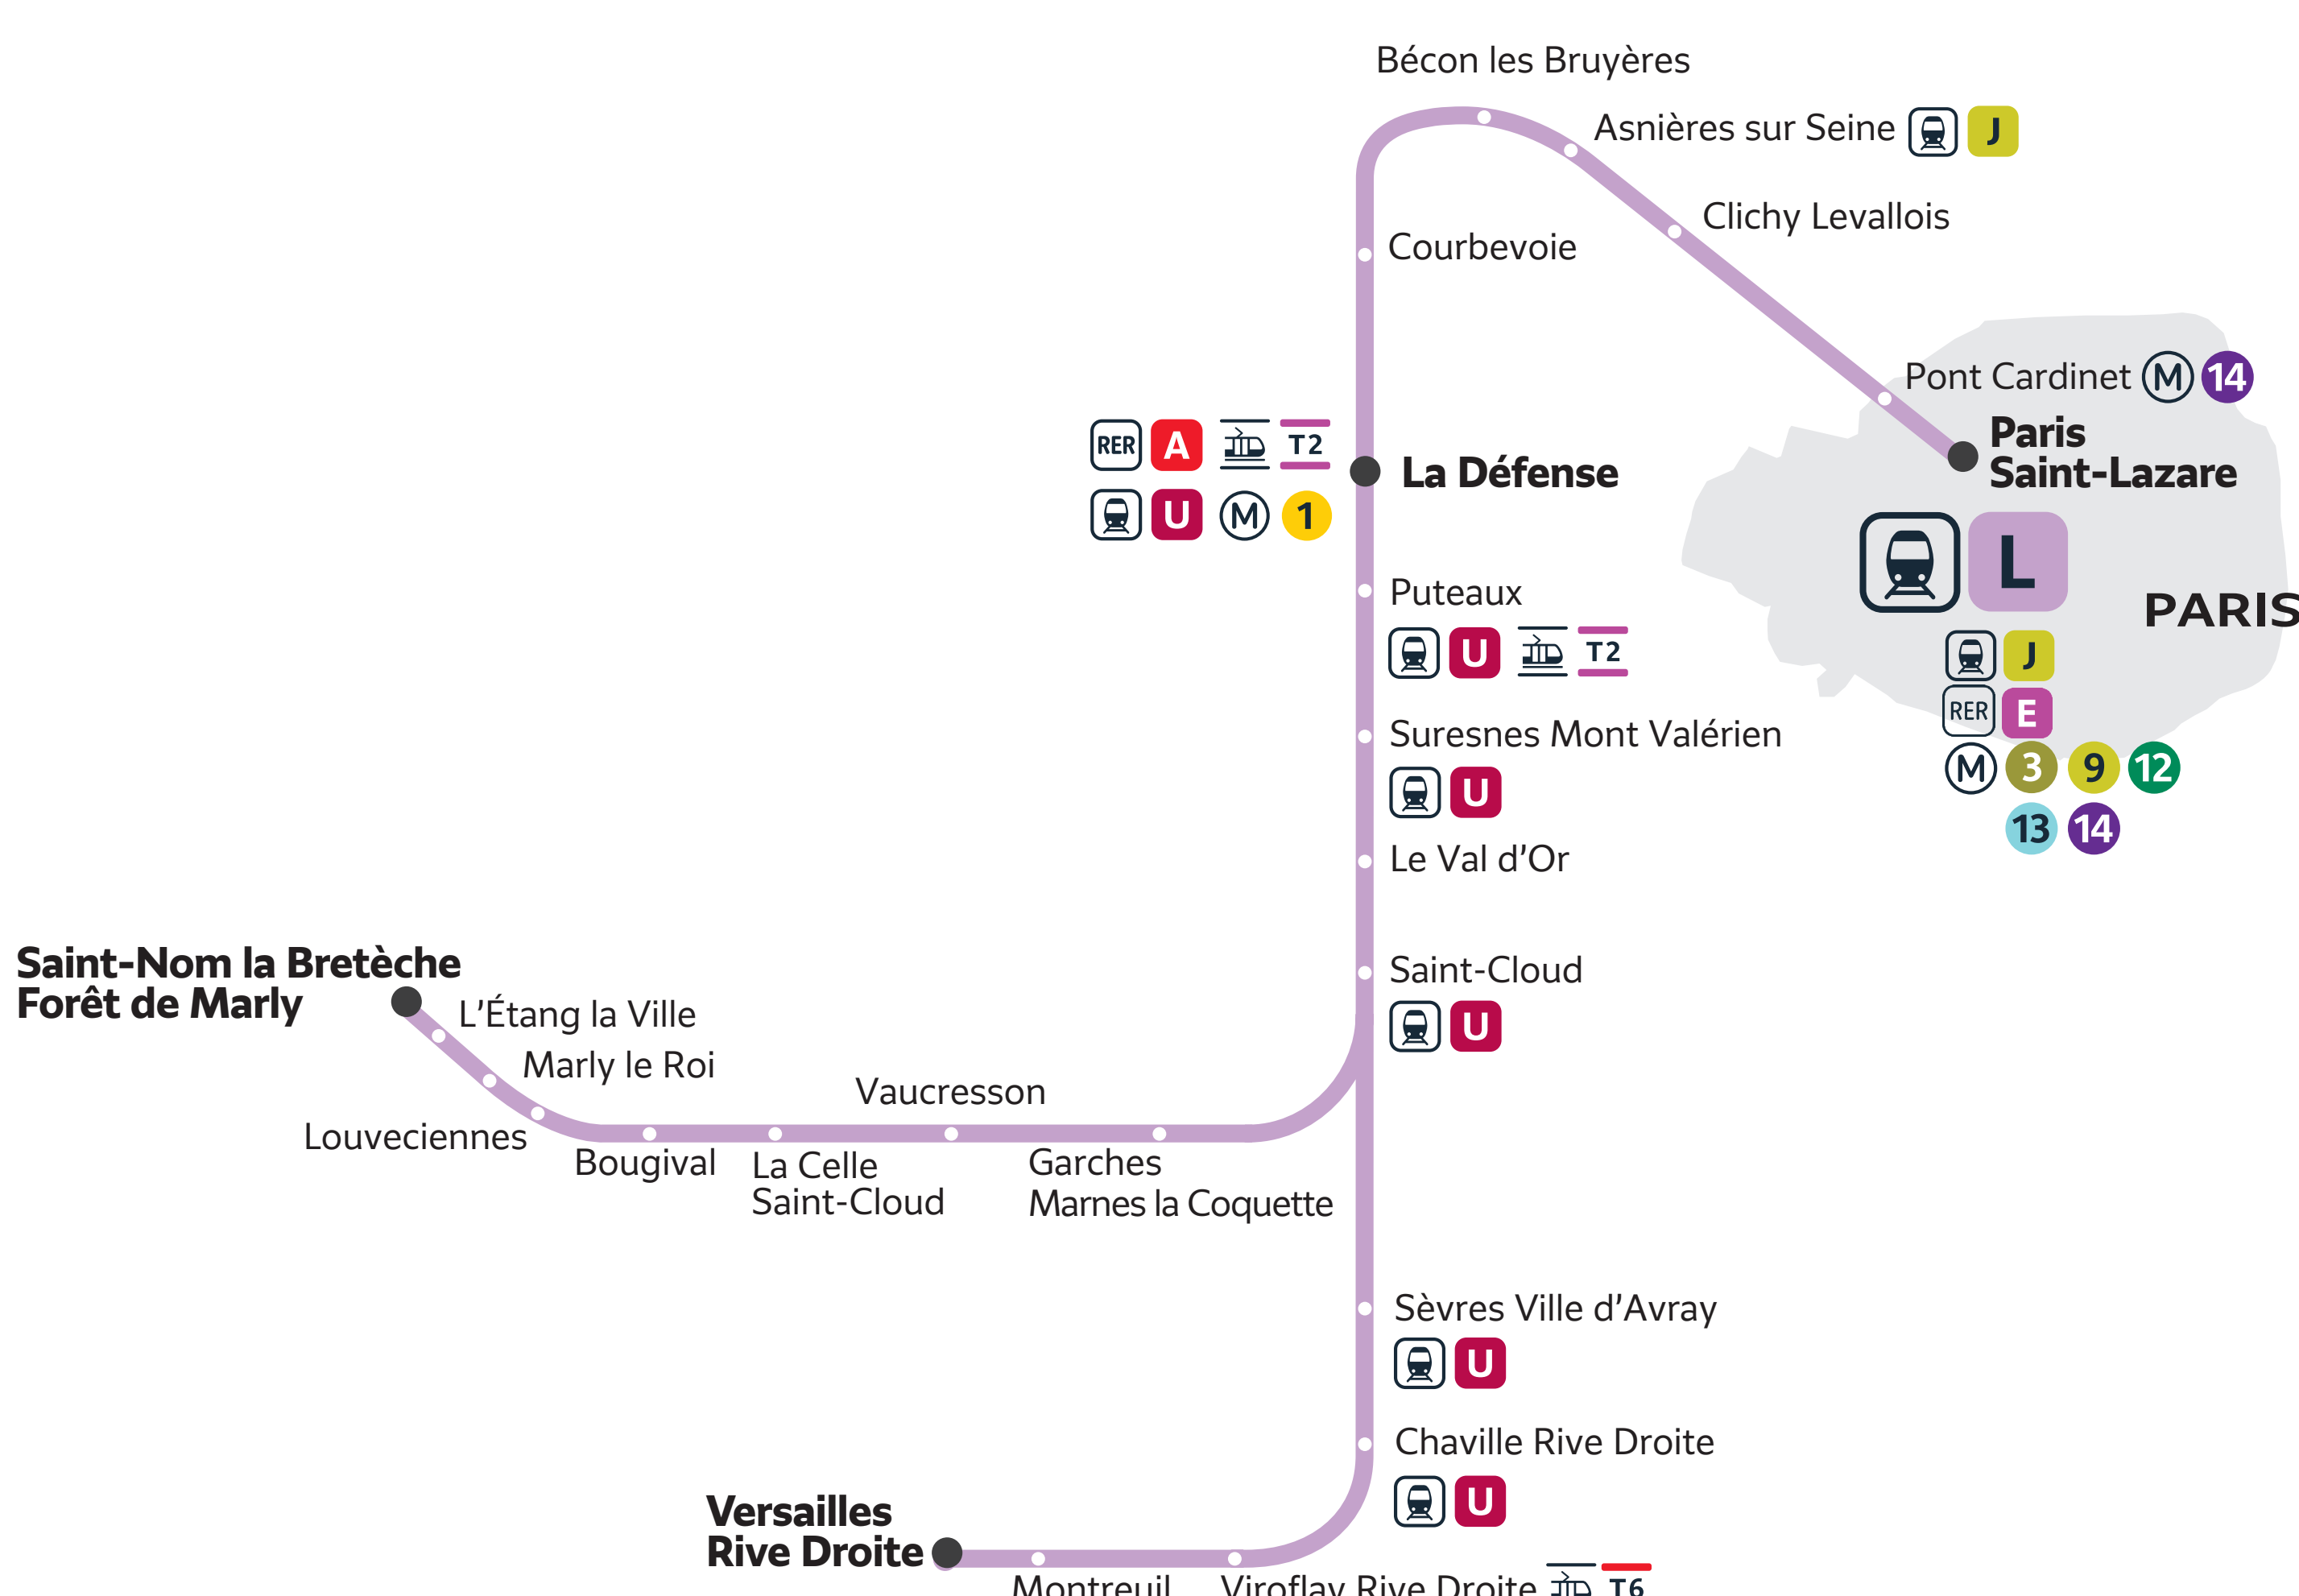 Bécon les Bruyères
Asnières sur Seine J
Clichy Levallois
Courbevoie
Pont Cardinet M 14
Paris
Saint-Lazare
RER A T2
La Défense
U M 1
L
PARIS
Puteaux
U T2
J
RER E
Suresnes Mont Valérien
M 3 9 12
U
13 14
Le Val d'Or
Saint-Nom la Bretèche
Forêt de Marly
Saint-Cloud
U
L'Étang la Ville
Marly le Roi
Vaucresson
Louveciennes
Bougival
La Celle
Saint-Cloud
Garches
Marnes la Coquette
Sèvres Ville d'Avray
U
Chaville Rive Droite
U
Versailles
Rive Droite
Montreuil
Viroflay Rive Droite T6